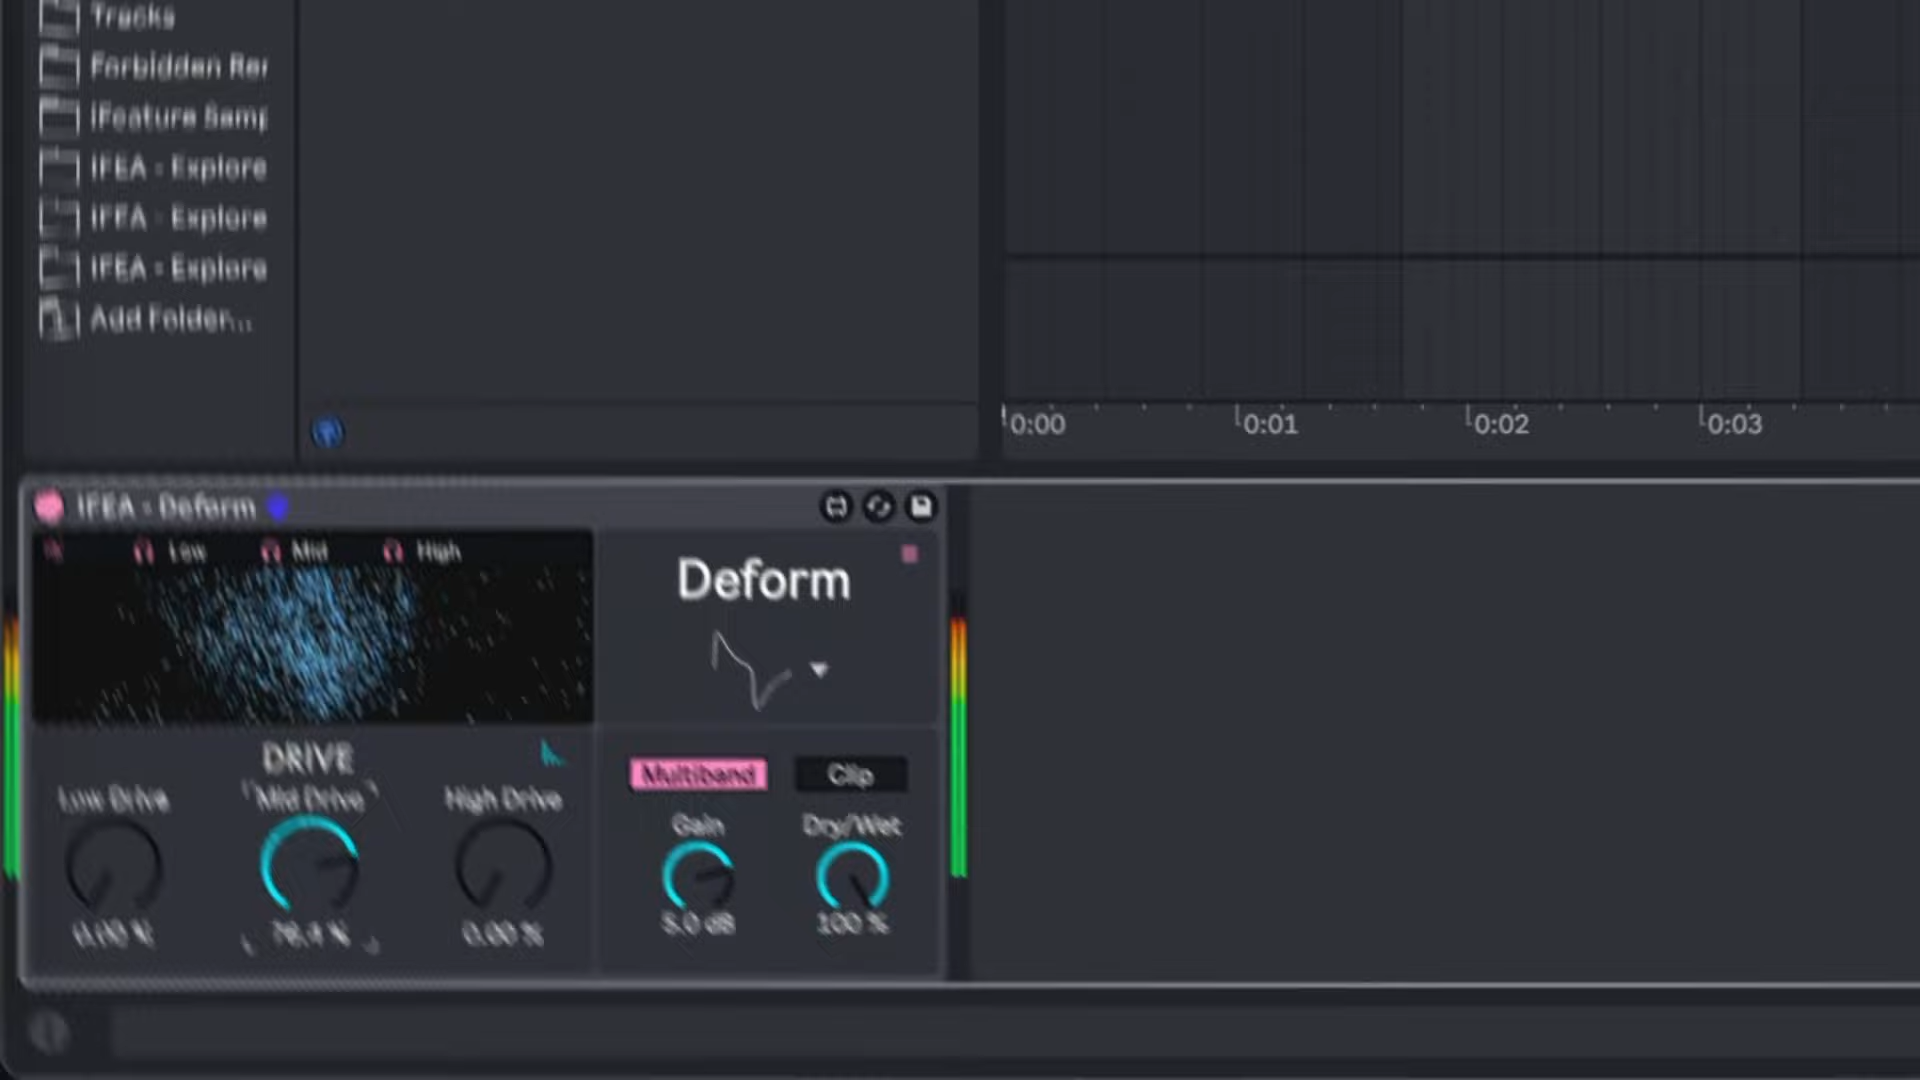 Tracks
Forbidden Rer
iFeature Samp
IFEA - Explore
IFEA - Explore
IFEA - Explore
Add Folder...
0:00 0:01 0:02 0:03
IFEA - Deform
Low Mid High
Deform
DRIVE
Low Drive Mid Drive High Drive
Multiband Clip
Gain Dry/Wet
0.00 % 76.4 % 0.00 %
5.0 dB 100 %